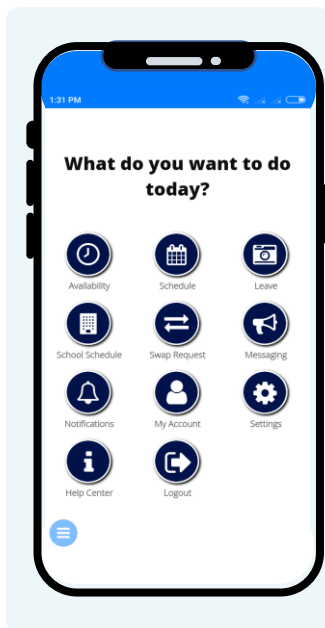 1:31 PM
What do you want to do
today?
Availability
Schedule
Leave
School Schedule
Swap Request
Messaging
Notifications
My Account
Settings
Help Center
Logout